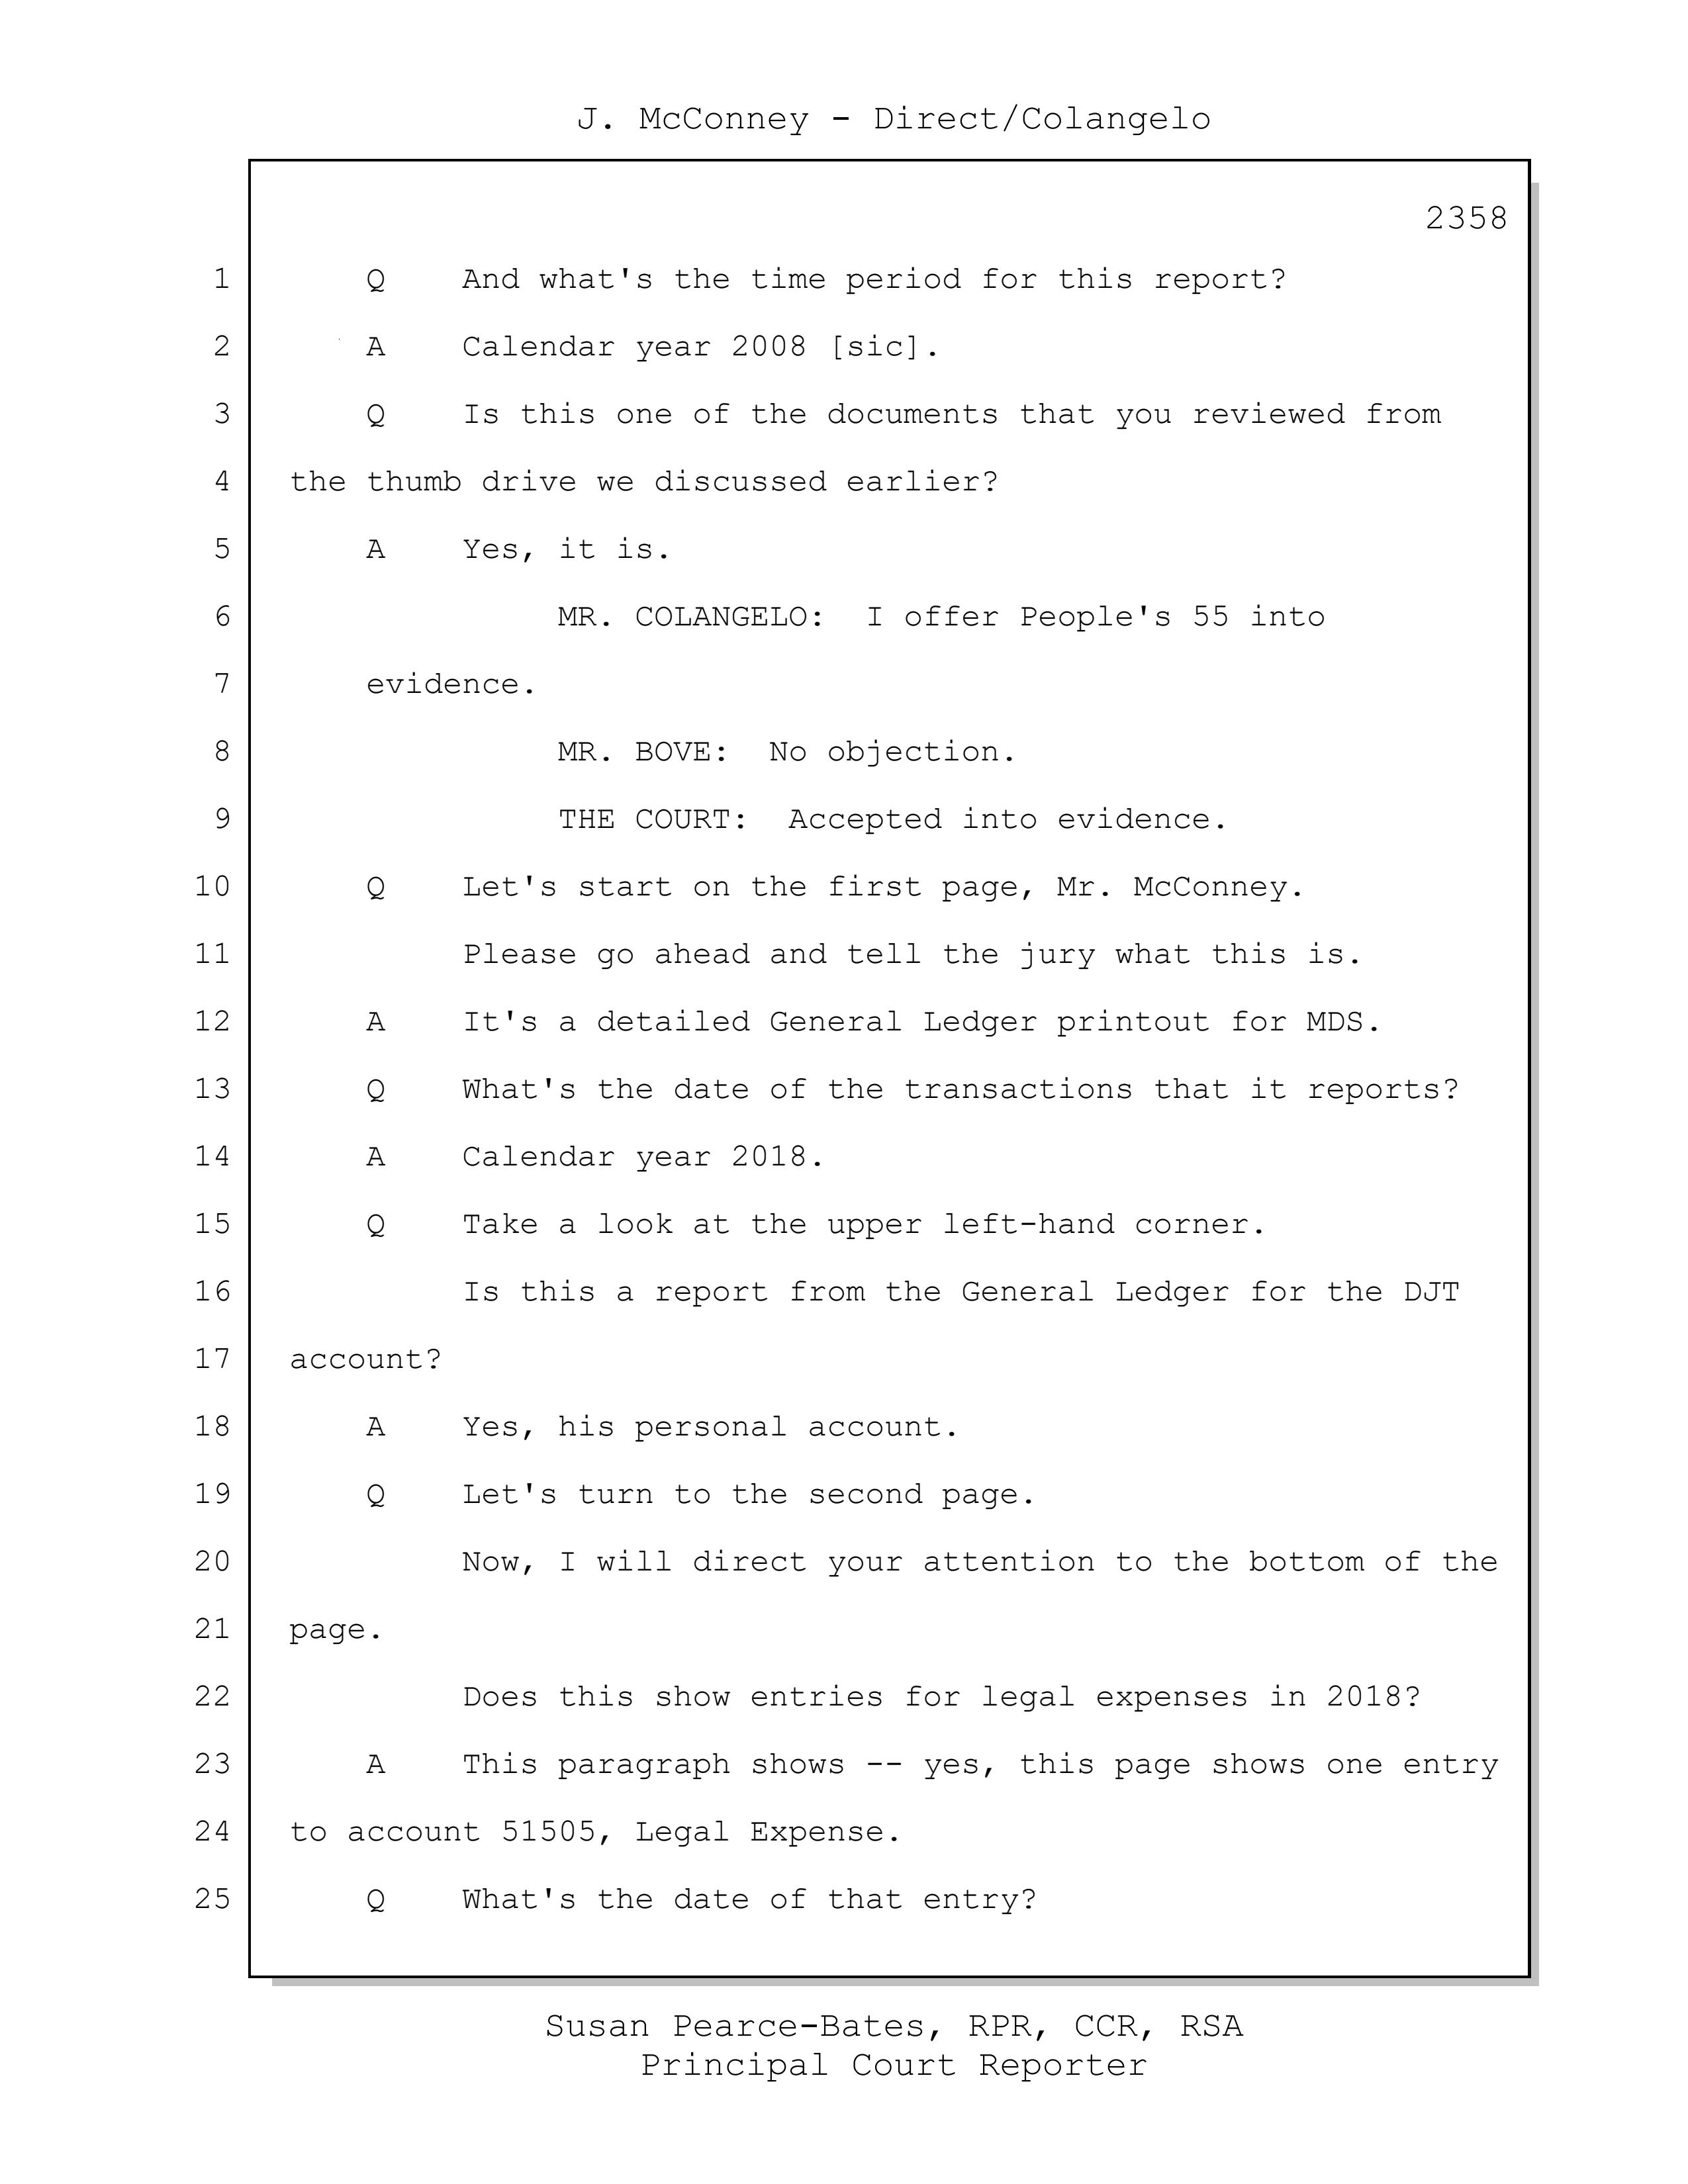 J. McConney - Direct/Colangelo
2358
1 Q And what's the time period for this report?
2 A Calendar year 2008 [sic].
3 Q Is this one of the documents that you reviewed from
4 the thumb drive we discussed earlier?
5 A Yes, it is.
6 MR. COLANGELO: I offer People's 55 into
7 evidence.
8 MR. BOVE: No objection.
9 THE COURT: Accepted into evidence.
10 Q Let's start on the first page, Mr. McConney.
11 Please go ahead and tell the jury what this is.
12 A It's a detailed General Ledger printout for MDS.
13 Q What's the date of the transactions that it reports?
14 A Calendar year 2018.
15 Q Take a look at the upper left-hand corner.
16 Is this a report from the General Ledger for the DJT
17 account?
18 A Yes, his personal account.
19 Q Let's turn to the second page.
20 Now, I will direct your attention to the bottom of the
21 page.
22 Does this show entries for legal expenses in 2018?
23 A This paragraph shows -- yes, this page shows one entry
24 to account 51505, Legal Expense.
25 Q What's the date of that entry?
Susan Pearce-Bates, RPR, CCR, RSA
Principal Court Reporter